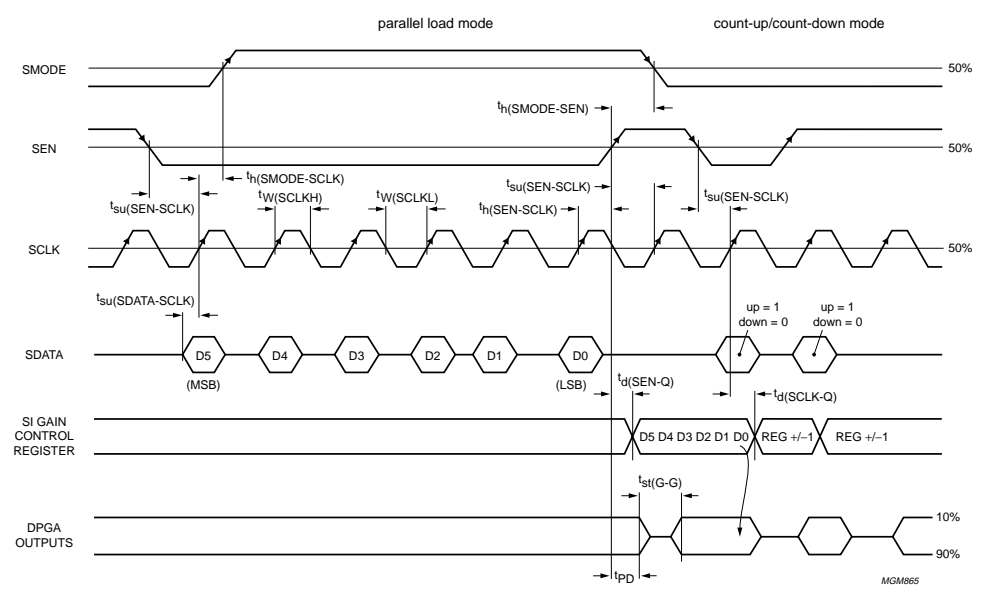 parallel load mode
count-up/count-down mode
SMODE
50%
th(SMODE-SEN)
SEN
50%
th(SMODE-SCLK)
tsu(SEN-SCLK)
tW(SCLKH)
tW(SCLKL)
tsu(SEN-SCLK)
th(SEN-SCLK)
tsu(SEN-SCLK)
SCLK
50%
tsu(SDATA-SCLK)
up = 1
down = 0
up = 1
down = 0
SDATA
D5
D4
D3
D2
D1
D0
(MSB)
(LSB)
td(SEN-Q)
td(SCLK-Q)
SI GAIN
CONTROL
REGISTER
D5 D4 D3 D2 D1 D0
REG +/−1
REG +/−1
tst(G-G)
DPGA
OUTPUTS
10%
90%
tPD
MGM865